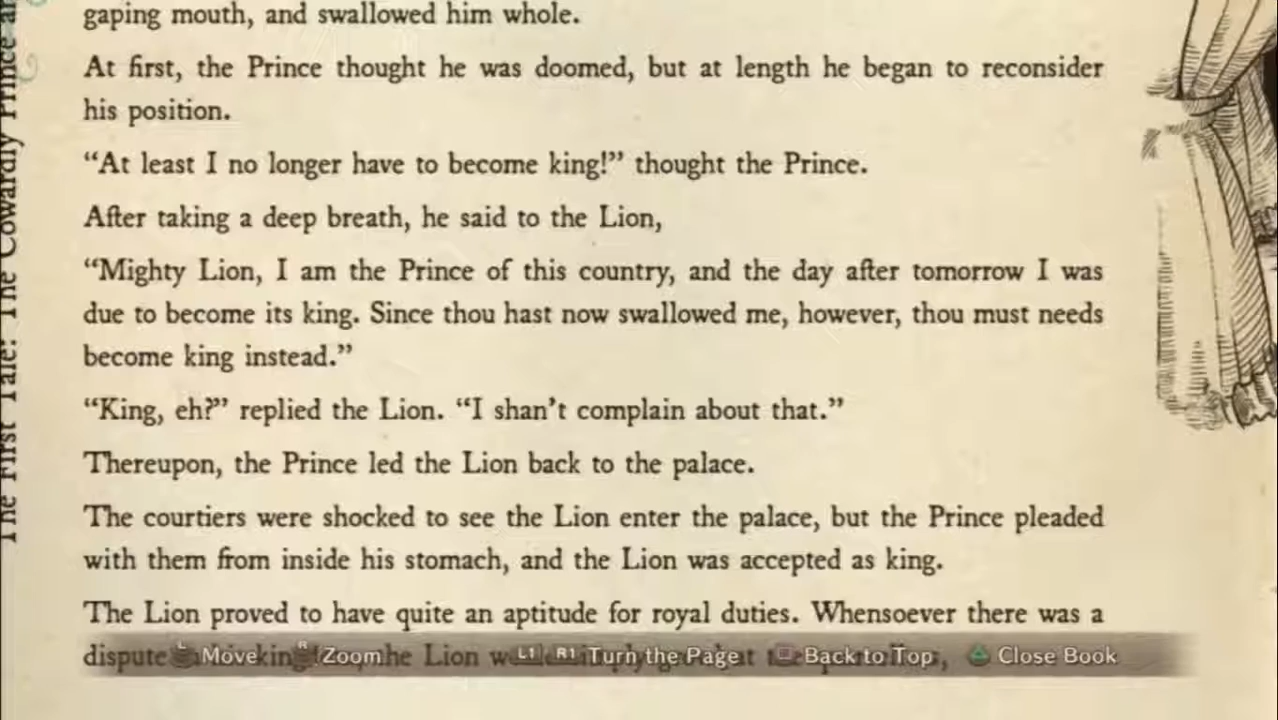 gaping mouth, and swallowed him whole.
At first, the Prince thought he was doomed, but at length he began to reconsider
his position.
“At least I no longer have to become king!” thought the Prince.
After taking a deep breath, he said to the Lion,
“Mighty Lion, I am the Prince of this country, and the day after tomorrow I was
due to become its king. Since thou hast now swallowed me, however, thou must needs
become king instead.”
“King, eh?” replied the Lion. “I shan’t complain about that.”
Thereupon, the Prince led the Lion back to the palace.
The courtiers were shocked to see the Lion enter the palace, but the Prince pleaded
with them from inside his stomach, and the Lion was accepted as king.
The Lion proved to have quite an aptitude for royal duties. Whensoever there was a
dispute the Lion
L Move R Zoom L1 R1 Turn the Page Back to Top Close Book
The First Tale: The Cowardly Prince